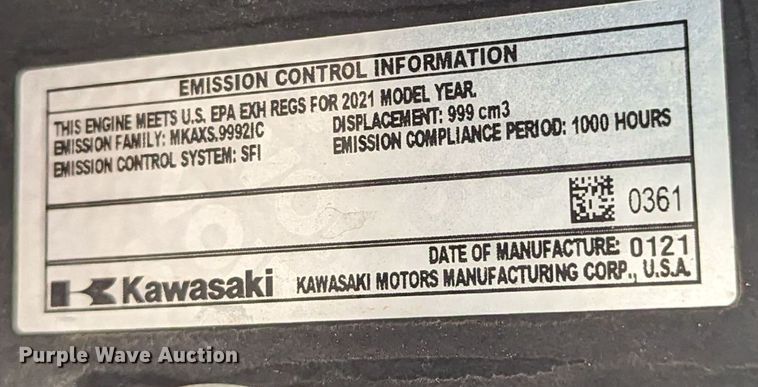 EMISSION CONTROL INFORMATION
THIS ENGINE MEETS U.S. EPA EXH REGS FOR 2021 MODEL YEAR.
EMISSION FAMILY: MKAXS.9992IC DISPLACEMENT: 999 cm3
EMISSION CONTROL SYSTEM: SFI EMISSION COMPLIANCE PERIOD: 1000 HOURS
0361
DATE OF MANUFACTURE: 0121
Kawasaki KAWASAKI MOTORS MANUFACTURING CORP., U.S.A.
Purple Wave Auction